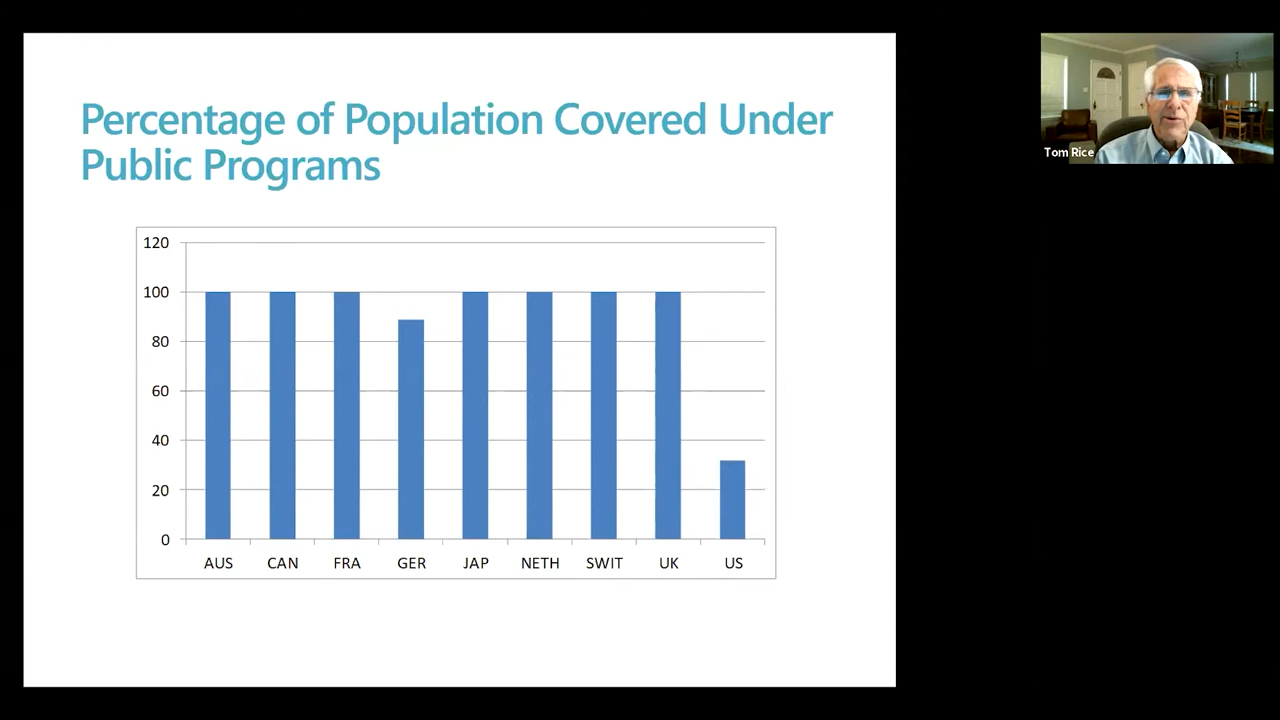 Percentage of Population Covered Under
Public Programs
Tom Rice
120
100
80
60
40
20
0
AUS CAN FRA GER JAP NETH SWIT UK US